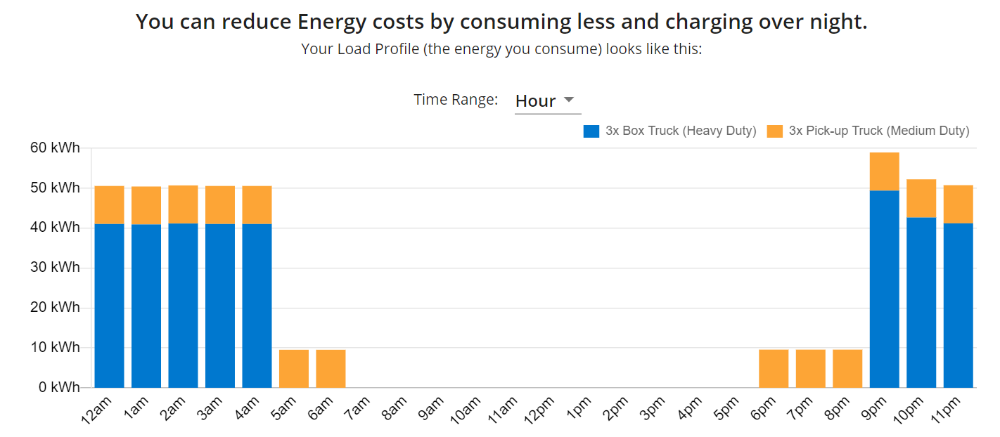 You can reduce Energy costs by consuming less and charging over night.
Your Load Profile (the energy you consume) looks like this:
Time Range: Hour
3x Box Truck (Heavy Duty) 3x Pick-up Truck (Medium Duty)
60 kWh
50 kWh
40 kWh
30 kWh
20 kWh
10 kWh
0 kWh
12am 1am 2am 3am 4am 5am 6am 7am 8am 9am 10am 11am 12pm 1pm 2pm 3pm 4pm 5pm 6pm 7pm 8pm 9pm 10pm 11pm